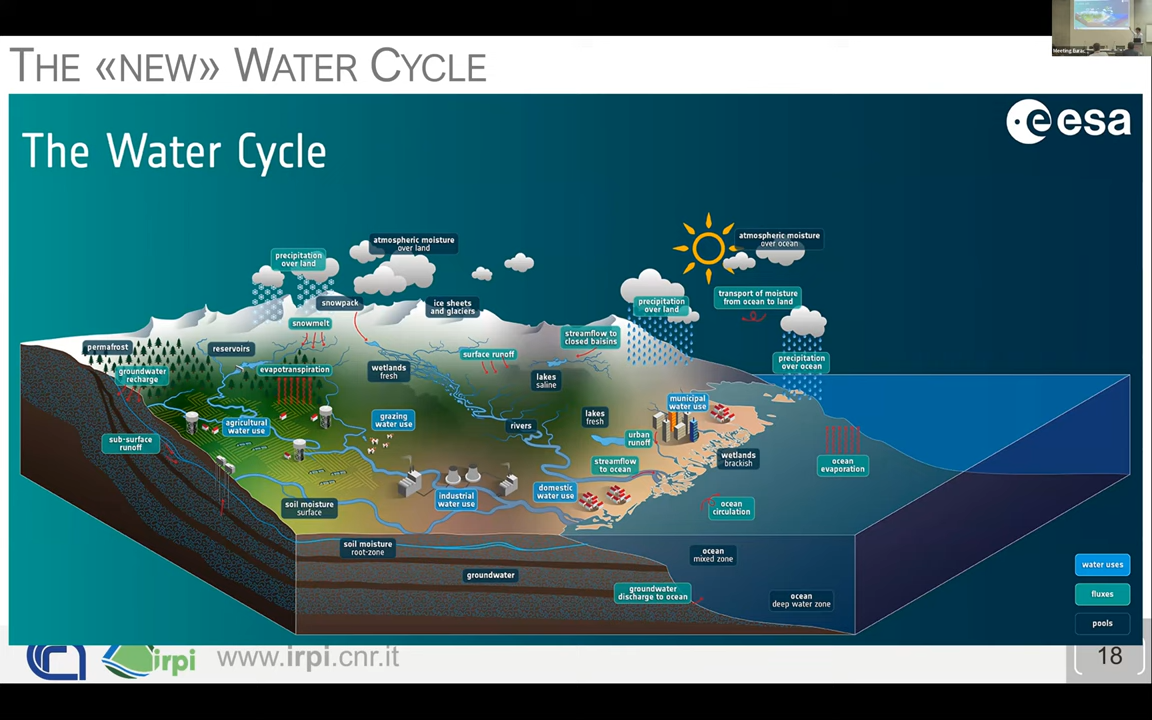 THE «NEW» WATER CYCLE
esa
The Water Cycle
atmospheric moisture
over land
atmospheric moisture
over ocean
precipitation
over land
snowpack
ice sheets
and glaciers
precipitation
over land
transport of moisture
from ocean to land
snowmelt
streamflow to
closed baisins
permafrost
reservoirs
surface runoff
precipitation
over ocean
groundwater
recharge
evapotranspiration
wetlands
fresh
lakes
saline
municipal
water use
agricultural
water use
grazing
water use
lakes
fresh
rivers
urban
runoff
sub-surface
runoff
wetlands
brackish
streamflow
to ocean
ocean
evaporation
industrial
water use
domestic
water use
soil moisture
surface
ocean
circulation
soil moisture
root-zone
ocean
mixed zone
groundwater
groundwater
discharge to ocean
ocean
deep water zone
water uses
fluxes
pools
irpi
www.irpi.cnr.it
18